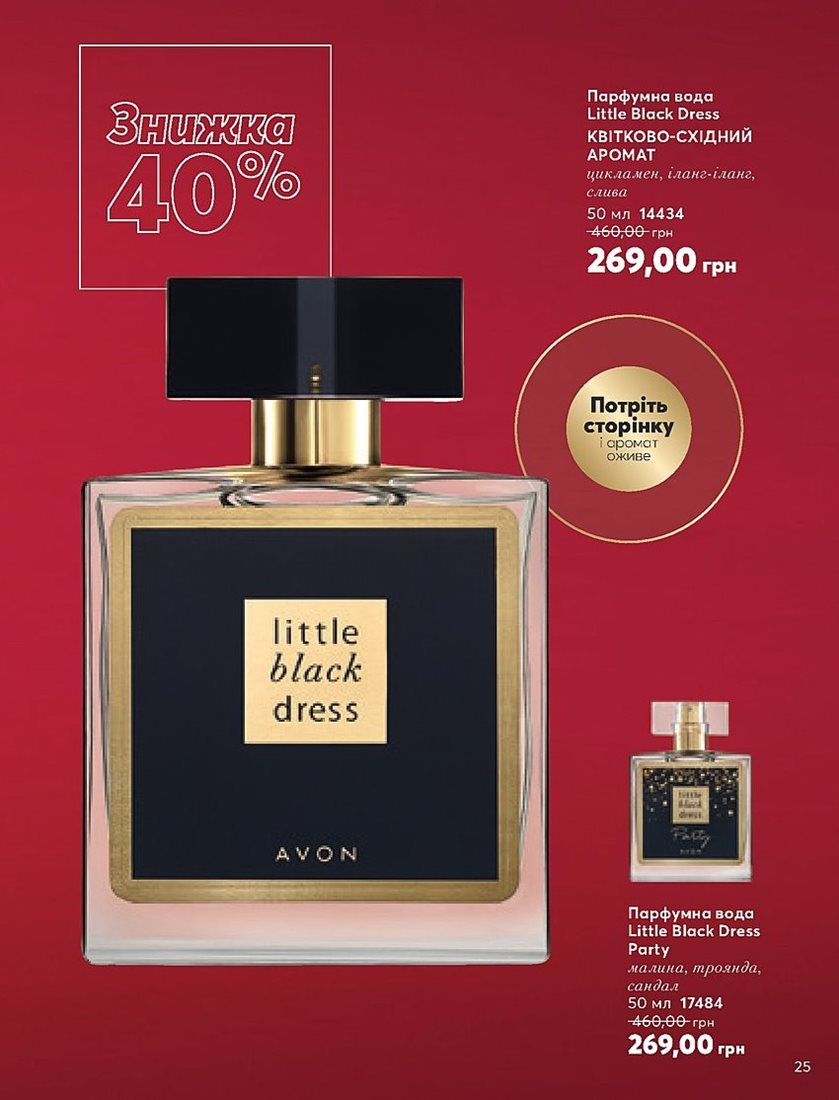 Знижка
40%
Парфумна вода
Little Black Dress
КВІТКОВО-СХІДНИЙ
АРОМАТ
цикламен, іланг-іланг,
слива
50 мл 14434
460,00 грн
269,00 грн
Потріть
сторінку
і аромат
оживе
little
black
dress
AVON
little
black
dress
Party
AVON
Парфумна вода
Little Black Dress
Party
малина, троянда,
сандал
50 мл 17484
460,00 грн
269,00 грн
25